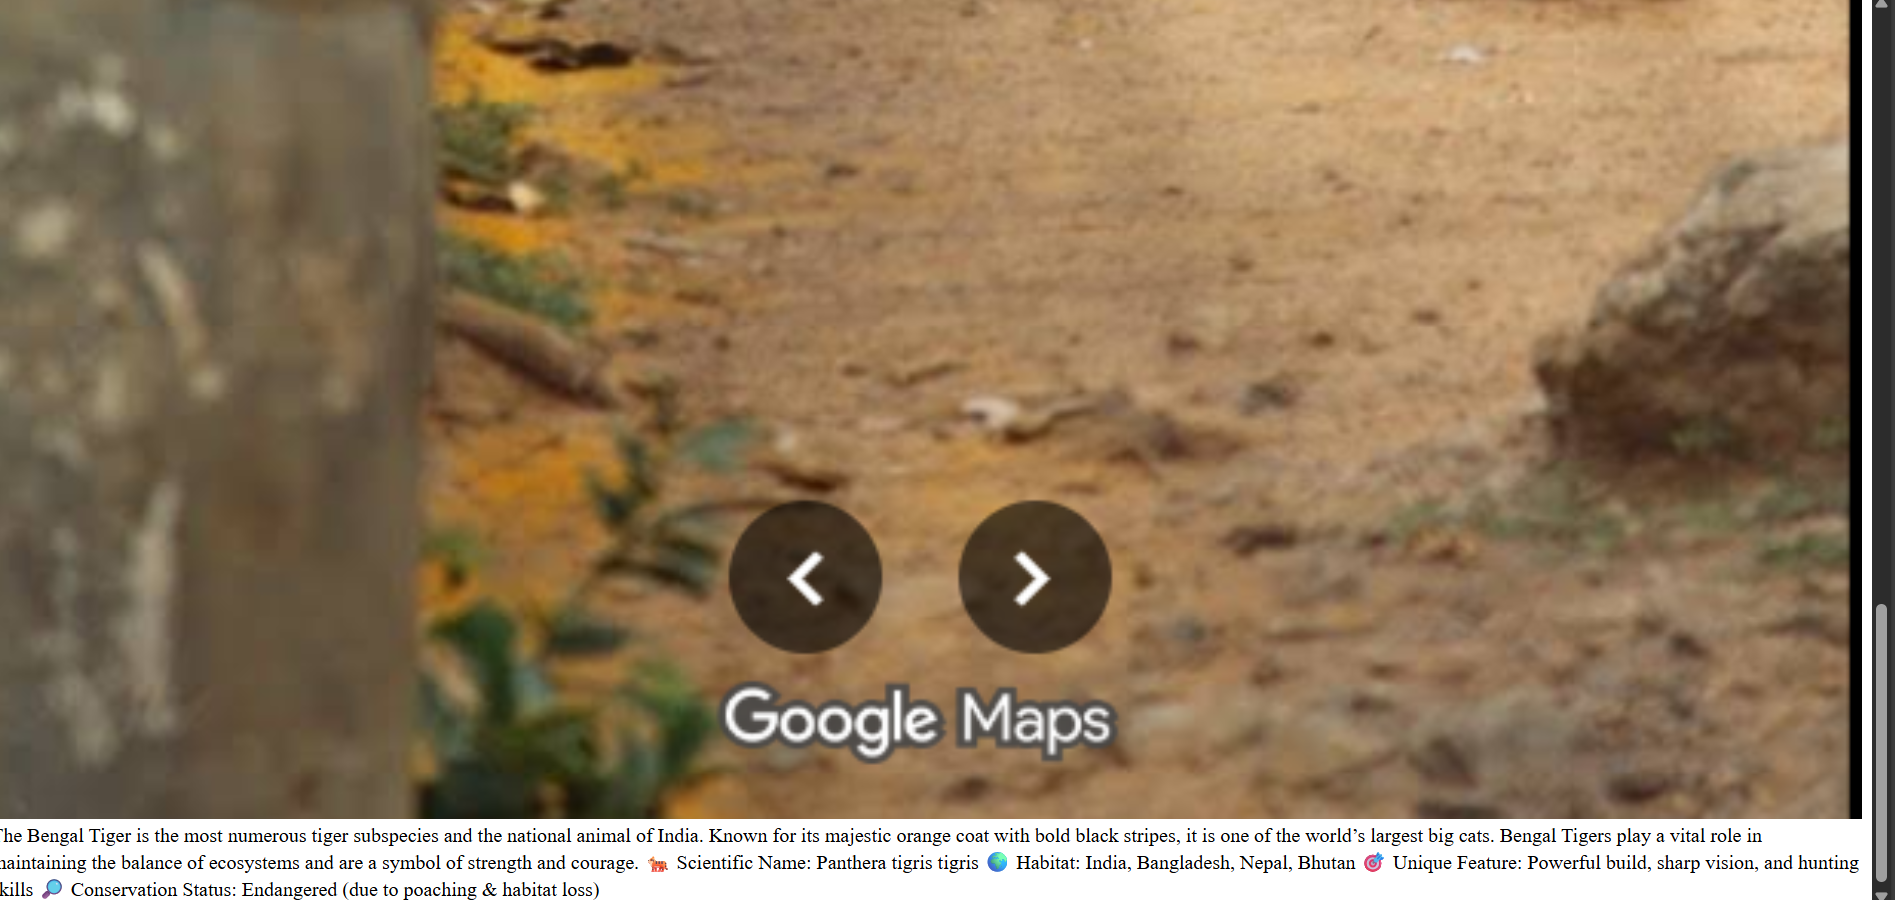 Google Maps
The Bengal Tiger is the most numerous tiger subspecies and the national animal of India. Known for its majestic orange coat with bold black stripes, it is one of the world’s largest big cats. Bengal Tigers play a vital role in
maintaining the balance of ecosystems and are a symbol of strength and courage. 🐅 Scientific Name: Panthera tigris tigris 🌍 Habitat: India, Bangladesh, Nepal, Bhutan 🎯 Unique Feature: Powerful build, sharp vision, and hunting
skills 🔎 Conservation Status: Endangered (due to poaching & habitat loss)